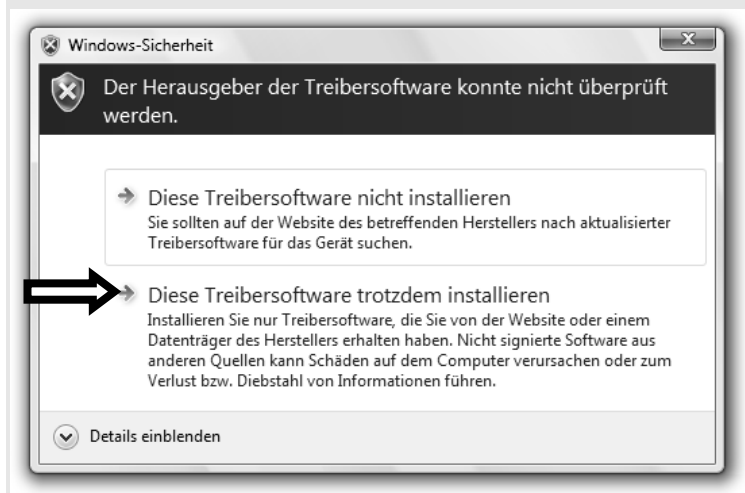 Windows-Sicherheit
Der Herausgeber der Treibersoftware konnte nicht überprüft
werden.
Diese Treibersoftware nicht installieren
Sie sollten auf der Website des betreffenden Herstellers nach aktualisierter
Treibersoftware für das Gerät suchen.
Diese Treibersoftware trotzdem installieren
Installieren Sie nur Treibersoftware, die Sie von der Website oder einem
Datenträger des Herstellers erhalten haben. Nicht signierte Software aus
anderen Quellen kann Schäden auf dem Computer verursachen oder zum
Verlust bzw. Diebstahl von Informationen führen.
Details einblenden